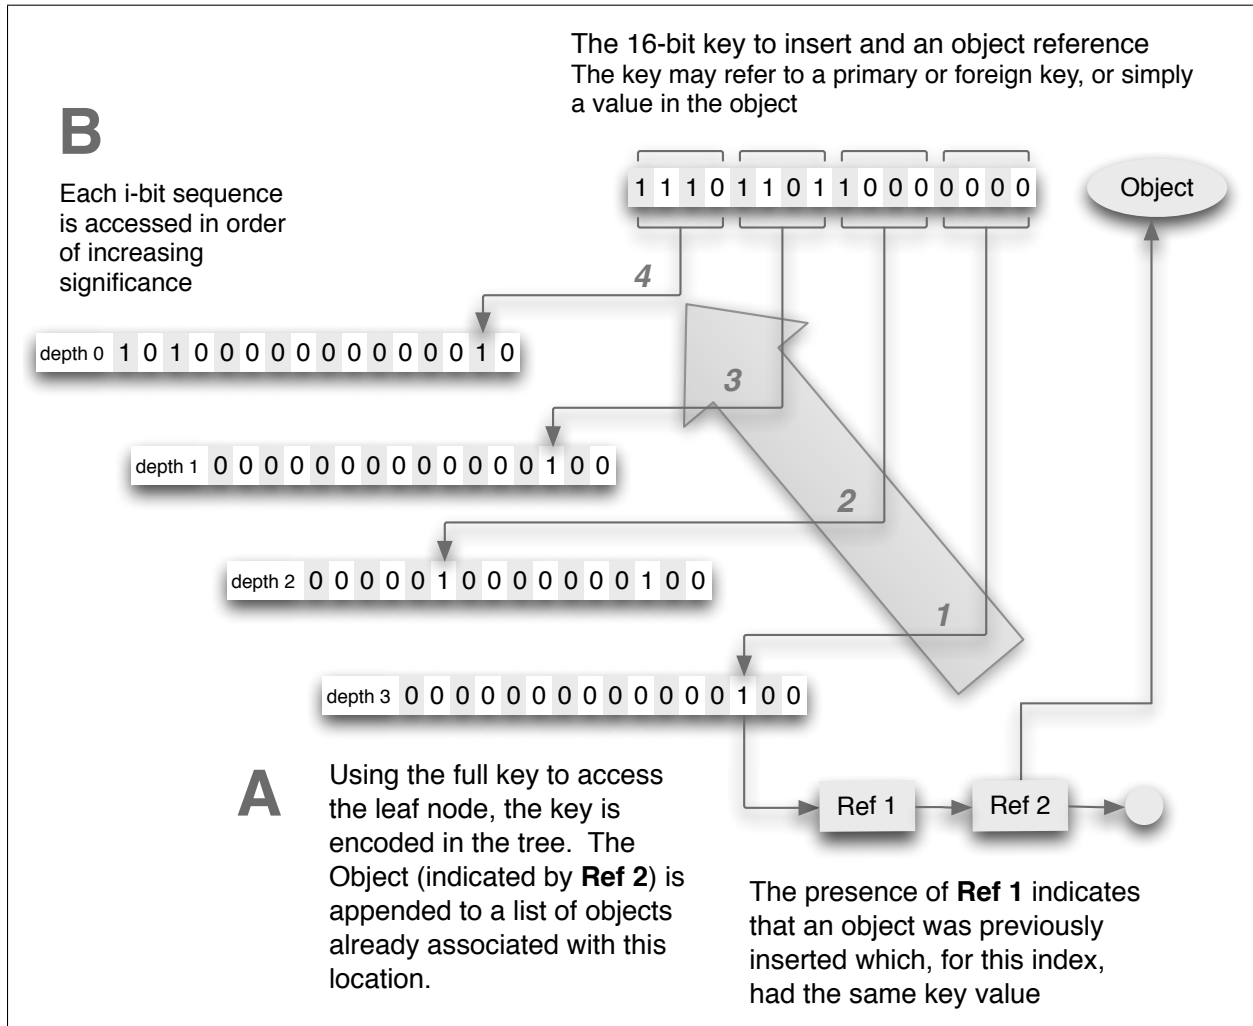 The 16-bit key to insert and an object reference
The key may refer to a primary or foreign key, or simply
a value in the object
B
Each i-bit sequence
is accessed in order
of increasing
significance
1 1 1 0 1 1 0 1 1 0 0 0 0 0 0 0
Object
4
depth 0 1 0 1 0 0 0 0 0 0 0 0 0 0 0 1 0
3
depth 1 0 0 0 0 0 0 0 0 0 0 0 0 0 1 0 0
2
depth 2 0 0 0 0 0 1 0 0 0 0 0 0 0 1 0 0
1
depth 3 0 0 0 0 0 0 0 0 0 0 0 0 0 1 0 0
A
Using the full key to access
the leaf node, the key is
encoded in the tree. The
Object (indicated by Ref 2) is
appended to a list of objects
already associated with this
location.
Ref 1
Ref 2
The presence of Ref 1 indicates
that an object was previously
inserted which, for this index,
had the same key value